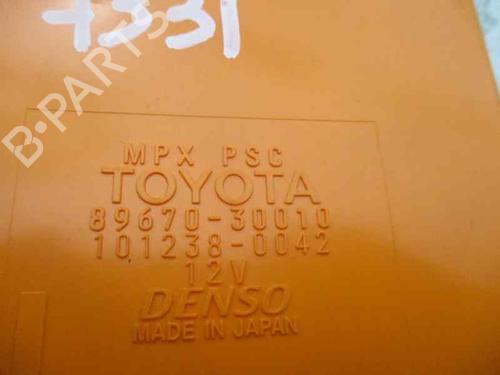 7331
B-PARTS
MPX PSC
TOYOTA
89670-30010
101238-0042
12V
DENSO
MADE IN JAPAN